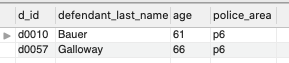 d_id defendant_last_name age police_area
d0010 Bauer 61 p6
d0057 Galloway 66 p6